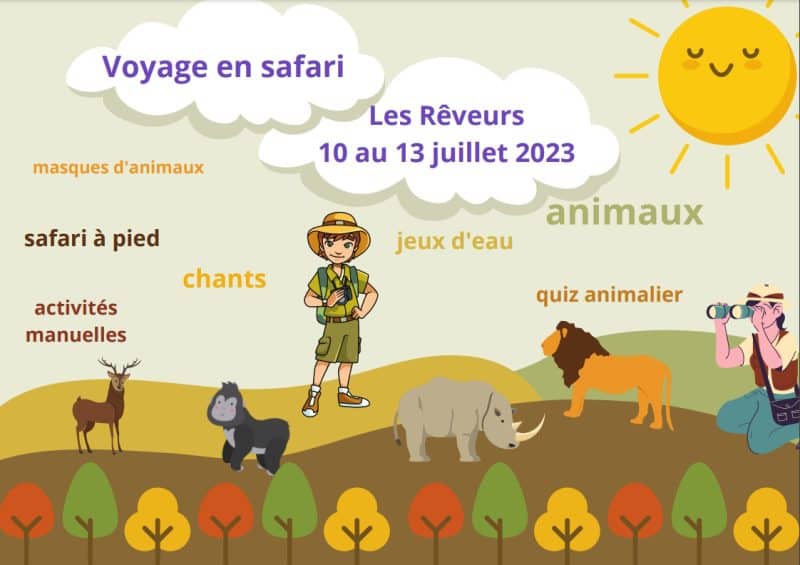 Voyage en safari
Les Rêveurs
10 au 13 juillet 2023
masques d'animaux
animaux
safari à pied
jeux d'eau
chants
quiz animalier
activités
manuelles